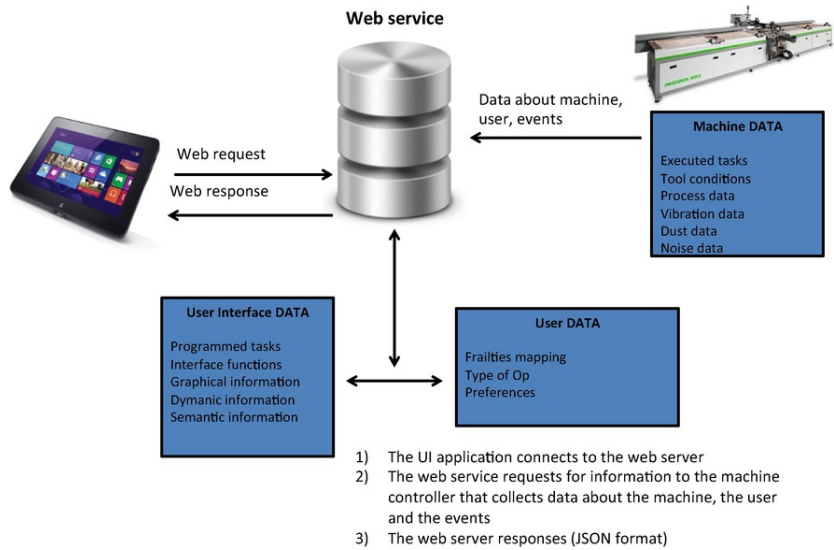 Web service
INSIDER KBS
Data about machine,
user, events
Machine DATA
Executed tasks
Tool conditions
Process data
Vibration data
Dust data
Noise data
Web request
Web response
User Interface DATA
Programmed tasks
Interface functions
Graphical information
Dymanic information
Semantic information
User DATA
Frailties mapping
Type of Op
Preferences
1) The UI application connects to the web server
2) The web service requests for information to the machine
controller that collects data about the machine, the user
and the events
3) The web server responses (JSON format)